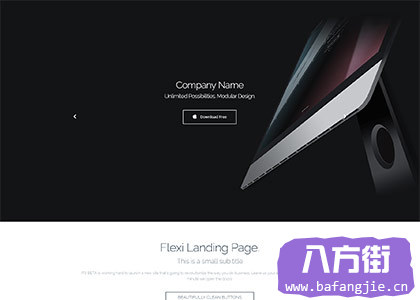 Company Name
Unlimited Possibilities. Modular Design
Download Free
Flexi Landing Page
This is a small sub title
BEAUTIFULLY CLEAN BUTTONS
八方街
www.bafangjie.cn